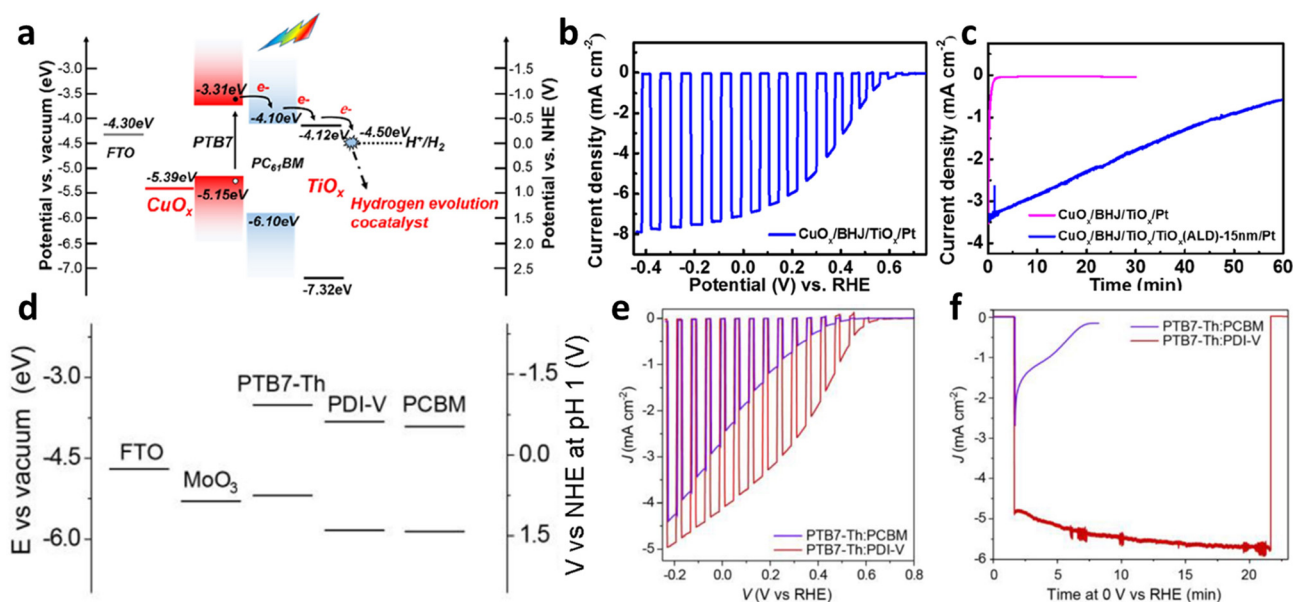 a
Potential vs. vacuum (eV)
-3.0
-3.5
-4.0
-4.5
-5.0
-5.5
-6.0
-6.5
-7.0
-4.30eV
FTO
-5.39eV
CuOx
-3.31eV
PTB7
-5.15eV
e-
-4.10eV
PC61BM
-6.10eV
e-
-4.12eV
TiOx
-7.32eV
e-
-4.50eV
H+/H2
Hydrogen evolution
cocatalyst
-1.5
-1.0
-0.5
0.0
0.5
1.0
1.5
2.0
2.5
Potential vs. NHE (V)
b
Current density (mA cm-2)
0
-2
-4
-6
-8
CuOx/BHJ/TiOx/Pt
-0.4
-0.2
0.0
0.2
0.4
0.6
Potential (V) vs. RHE
c
Current density (mA cm-2)
0
-1
-2
-3
-4
CuOx/BHJ/TiOx/Pt
CuOx/BHJ/TiOx/TiOx(ALD)-15nm/Pt
0
10
20
30
40
50
60
Time (min)
d
E vs vacuum (eV)
-3.0
-4.5
-6.0
FTO
MoO3
PTB7-Th
PDI-V
PCBM
-1.5
0.0
1.5
V vs NHE at pH 1 (V)
e
J (mA cm-2)
0
-1
-2
-3
-4
-5
PTB7-Th:PCBM
PTB7-Th:PDI-V
-0.2
0.0
0.2
0.4
0.6
0.8
V (V vs RHE)
f
J (mA cm-2)
0
-1
-2
-3
-4
-5
-6
PTB7-Th:PCBM
PTB7-Th:PDI-V
0
5
10
15
20
Time at 0 V vs RHE (min)